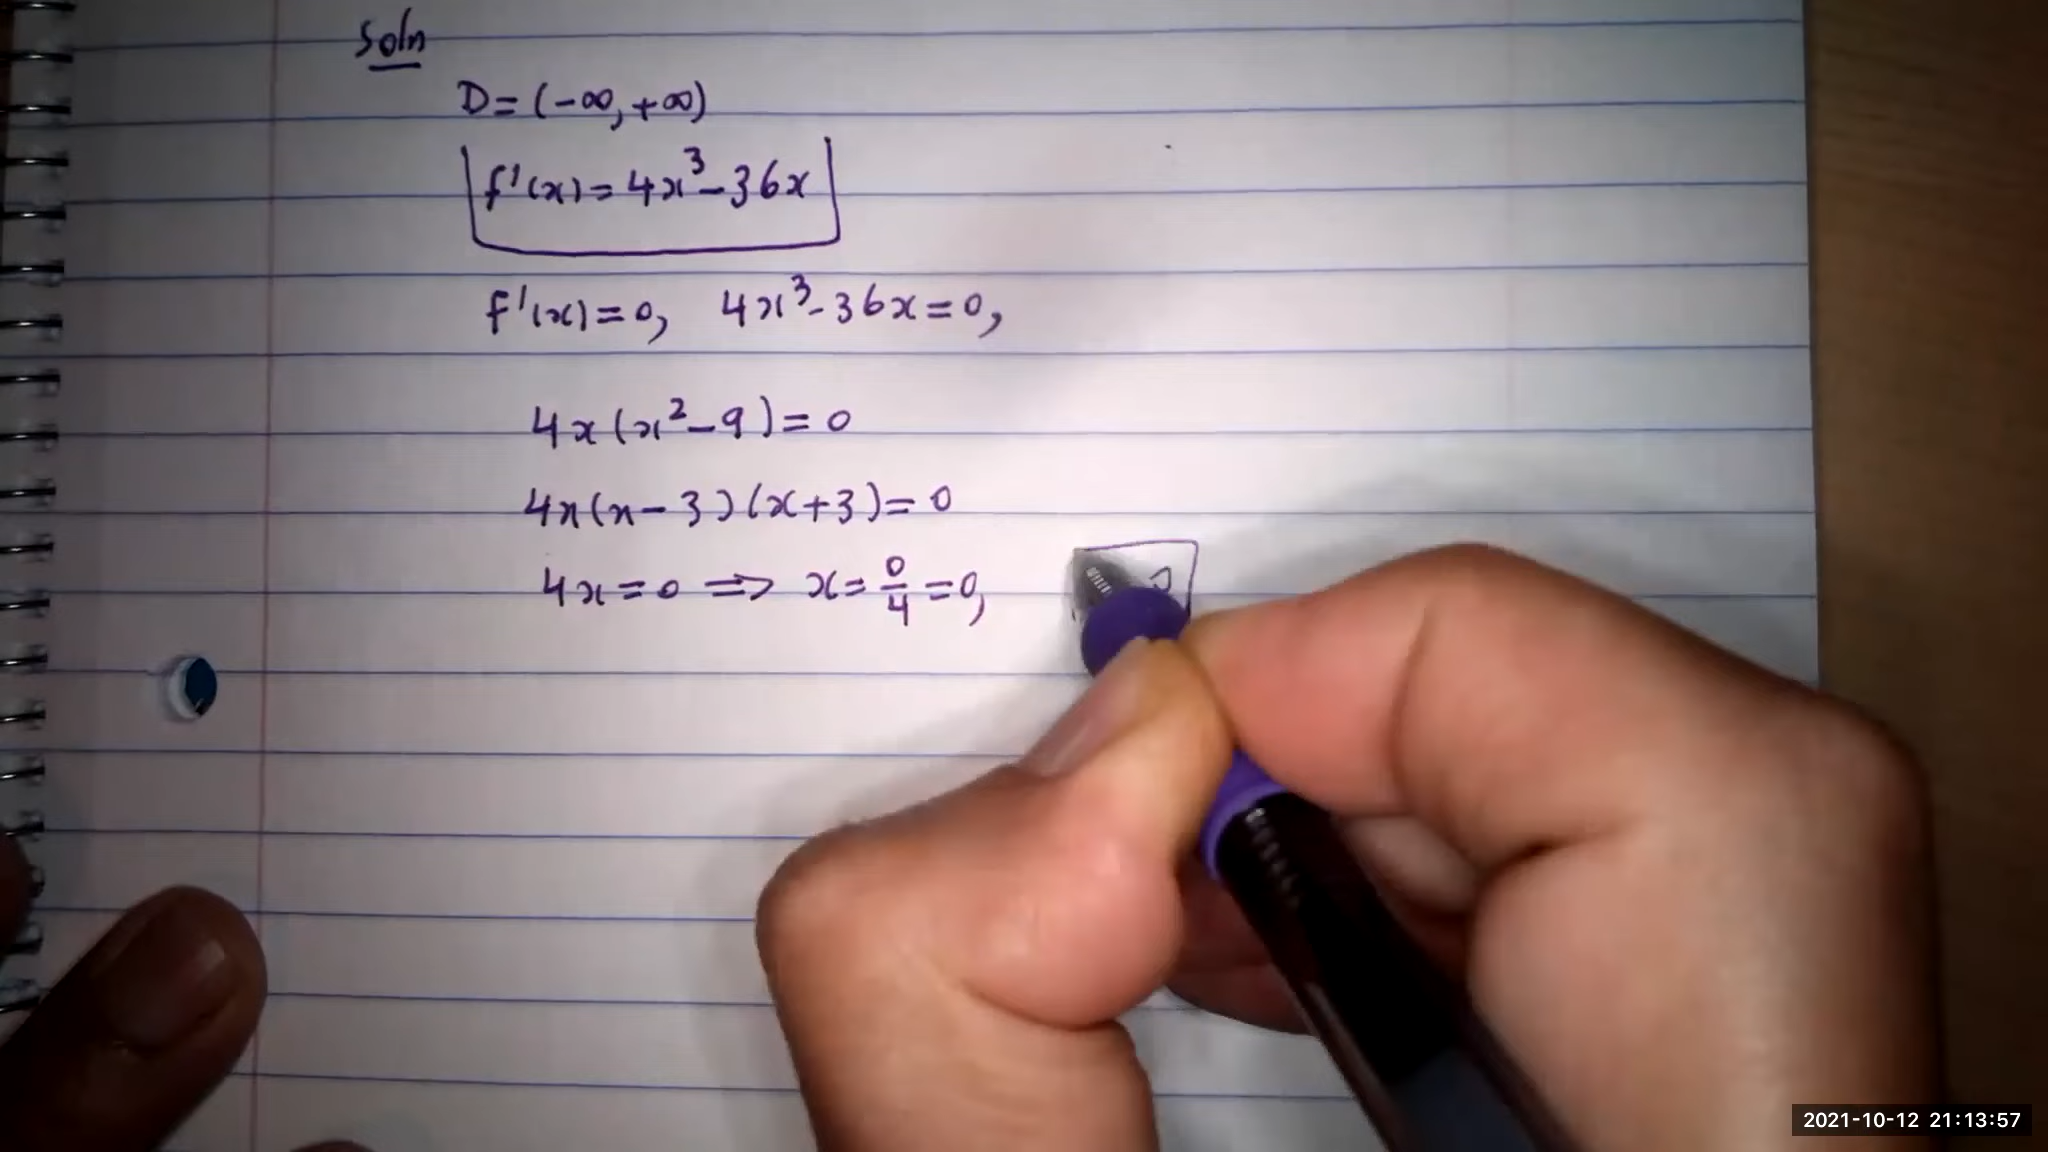 Soln
D = (-∞, +∞)
f'(x) = 4x³ - 36x
f'(x) = 0, 4x³ - 36x = 0,
4x(x² - 9) = 0
4x(x - 3)(x + 3) = 0
4x = 0 ⟹ x = 0/4 = 0,
2021-10-12 21:13:57